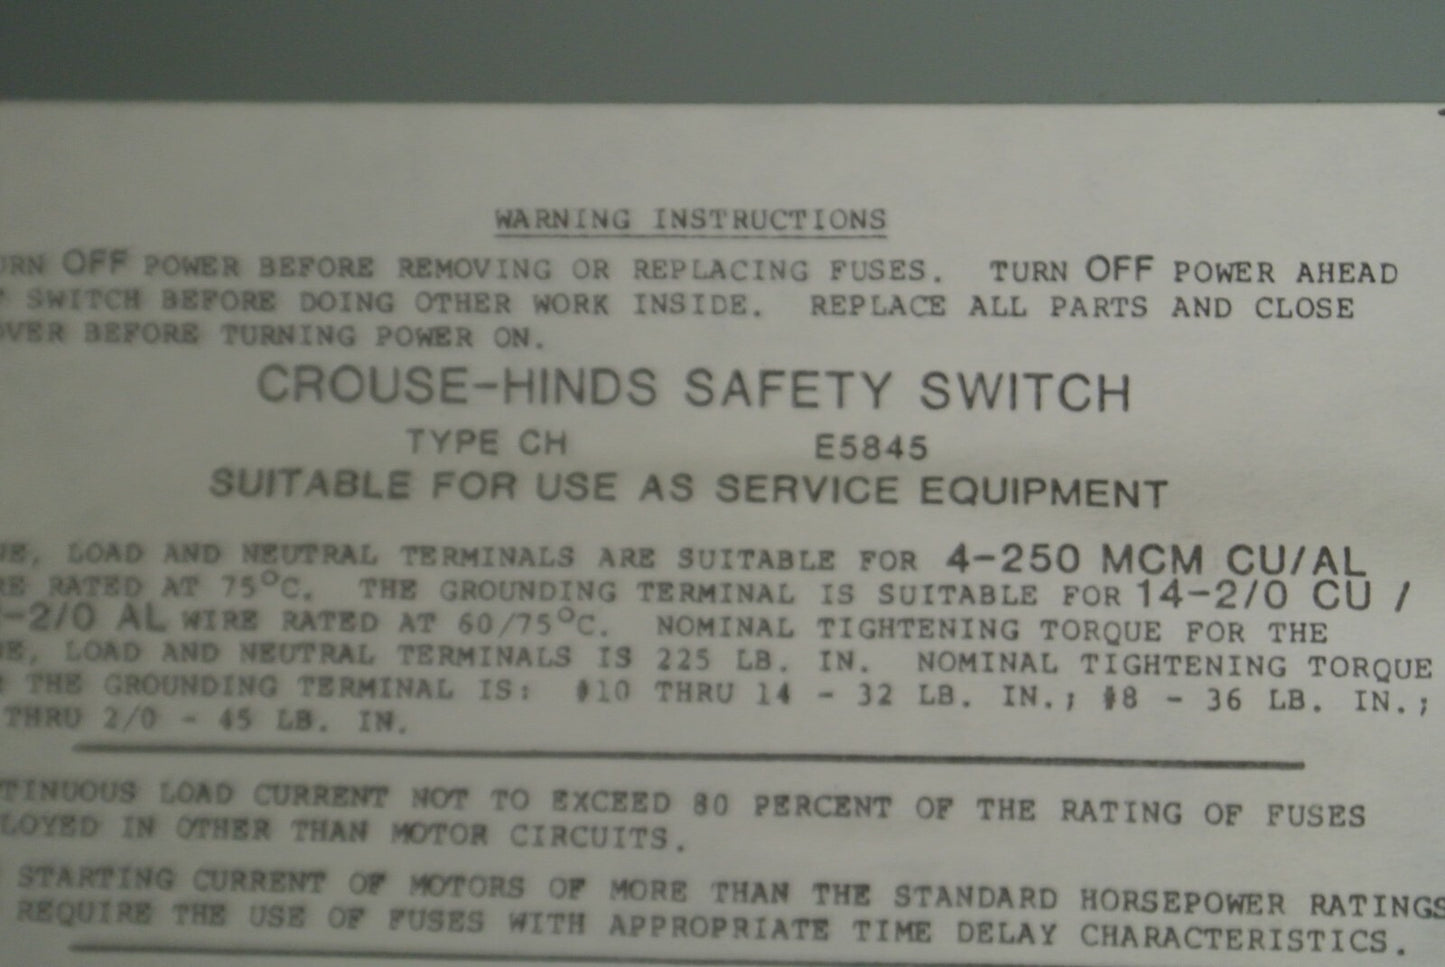 WARNING INSTRUCTIONS
URN OFF POWER BEFORE REMOVING OR REPLACING FUSES. TURN OFF POWER AHEAD
SWITCH BEFORE DOING OTHER WORK INSIDE. REPLACE ALL PARTS AND CLOSE
OVER BEFORE TURNING POWER ON.
CROUSE-HINDS SAFETY SWITCH
TYPE CH E5845
SUITABLE FOR USE AS SERVICE EQUIPMENT
NE, LOAD AND NEUTRAL TERMINALS ARE SUITABLE FOR 4-250 MCM CU/AL
RE RATED AT 75°C. THE GROUNDING TERMINAL IS SUITABLE FOR 14-2/0 CU /
-2/0 AL WIRE RATED AT 60/75°C. NOMINAL TIGHTENING TORQUE FOR THE
NE, LOAD AND NEUTRAL TERMINALS IS 225 LB. IN. NOMINAL TIGHTENING TORQUE
THE GROUNDING TERMINAL IS: #10 THRU 14 - 32 LB. IN.; #8 - 36 LB. IN.;
THRU 2/0 - 45 LB. IN.
TINUOUS LOAD CURRENT NOT TO EXCEED 80 PERCENT OF THE RATING OF FUSES
LOYED IN OTHER THAN MOTOR CIRCUITS.
STARTING CURRENT OF MOTORS OF MORE THAN THE STANDARD HORSEPOWER RATINGS
REQUIRE THE USE OF FUSES WITH APPROPRIATE TIME DELAY CHARACTERISTICS.